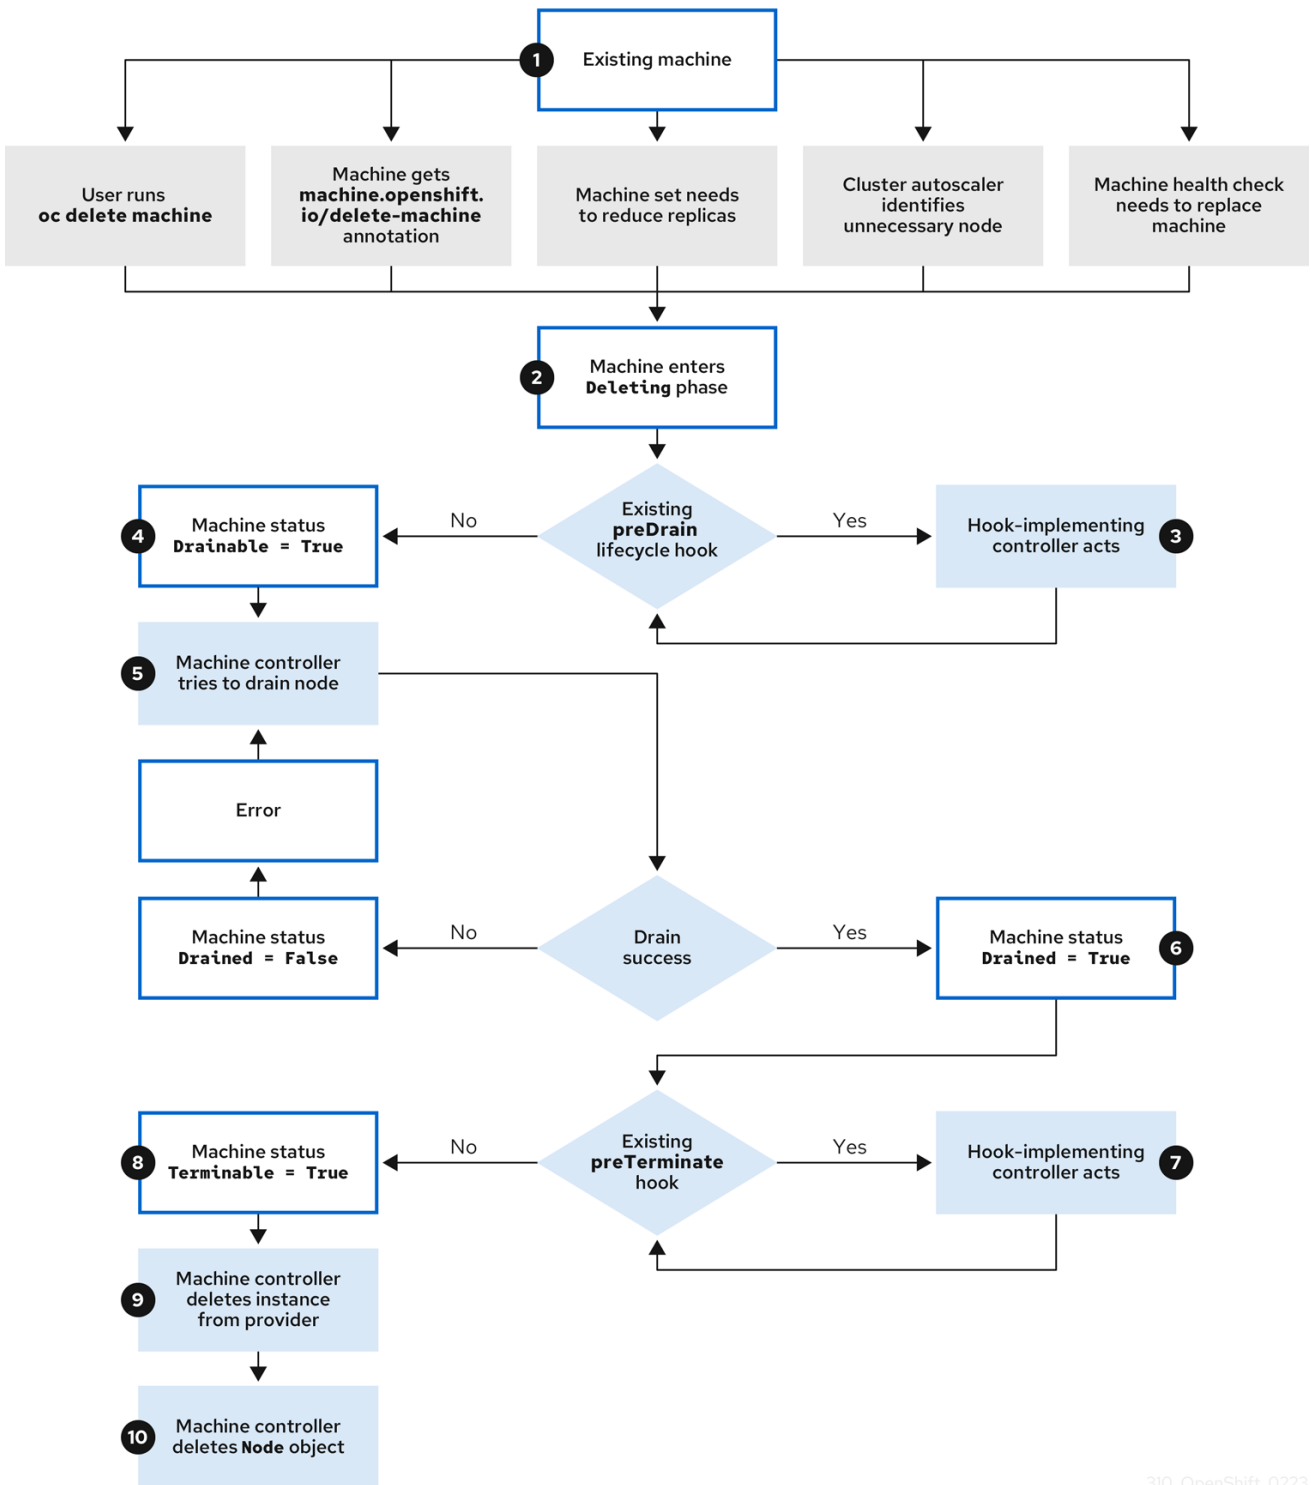 1
Existing machine
User runs
oc delete machine
Machine gets
machine.openshift.
io/delete-machine
annotation
Machine set needs
to reduce replicas
Cluster autoscaler
identifies
unnecessary node
Machine health check
needs to replace
machine
2
Machine enters
Deleting phase
4
Machine status
Drainable = True
No
Existing
preDrain
lifecycle hook
Yes
Hook-implementing
controller acts
3
5
Machine controller
tries to drain node
Error
Machine status
Drained = False
No
Drain
success
Yes
Machine status
Drained = True
6
8
Machine status
Terminable = True
No
Existing
preTerminate
hook
Yes
Hook-implementing
controller acts
7
9
Machine controller
deletes instance
from provider
10
Machine controller
deletes Node object
310_OpenShift_0223